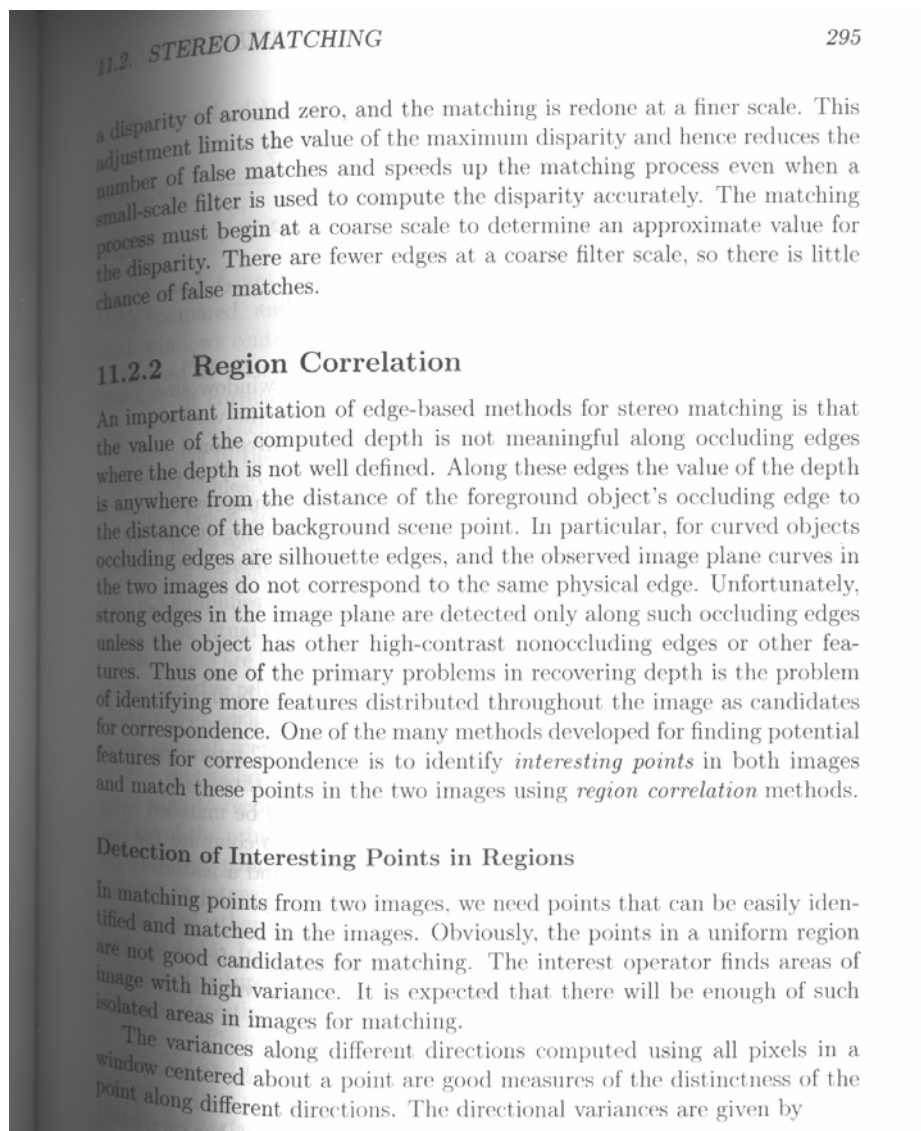 11.2. STEREO MATCHING 295
a disparity of around zero, and the matching is redone at a finer scale. This
adjustment limits the value of the maximum disparity and hence reduces the
number of false matches and speeds up the matching process even when a
small-scale filter is used to compute the disparity accurately. The matching
process must begin at a coarse scale to determine an approximate value for
the disparity. There are fewer edges at a coarse filter scale, so there is little
chance of false matches.
11.2.2 Region Correlation
An important limitation of edge-based methods for stereo matching is that
the value of the computed depth is not meaningful along occluding edges
where the depth is not well defined. Along these edges the value of the depth
is anywhere from the distance of the foreground object's occluding edge to
the distance of the background scene point. In particular, for curved objects
occluding edges are silhouette edges, and the observed image plane curves in
the two images do not correspond to the same physical edge. Unfortunately,
strong edges in the image plane are detected only along such occluding edges
unless the object has other high-contrast nonoccluding edges or other fea-
tures. Thus one of the primary problems in recovering depth is the problem
of identifying more features distributed throughout the image as candidates
for correspondence. One of the many methods developed for finding potential
features for correspondence is to identify interesting points in both images
and match these points in the two images using region correlation methods.
Detection of Interesting Points in Regions
In matching points from two images, we need points that can be easily iden-
tified and matched in the images. Obviously, the points in a uniform region
are not good candidates for matching. The interest operator finds areas of
image with high variance. It is expected that there will be enough of such
isolated areas in images for matching.
The variances along different directions computed using all pixels in a
window centered about a point are good measures of the distinctness of the
point along different directions. The directional variances are given by